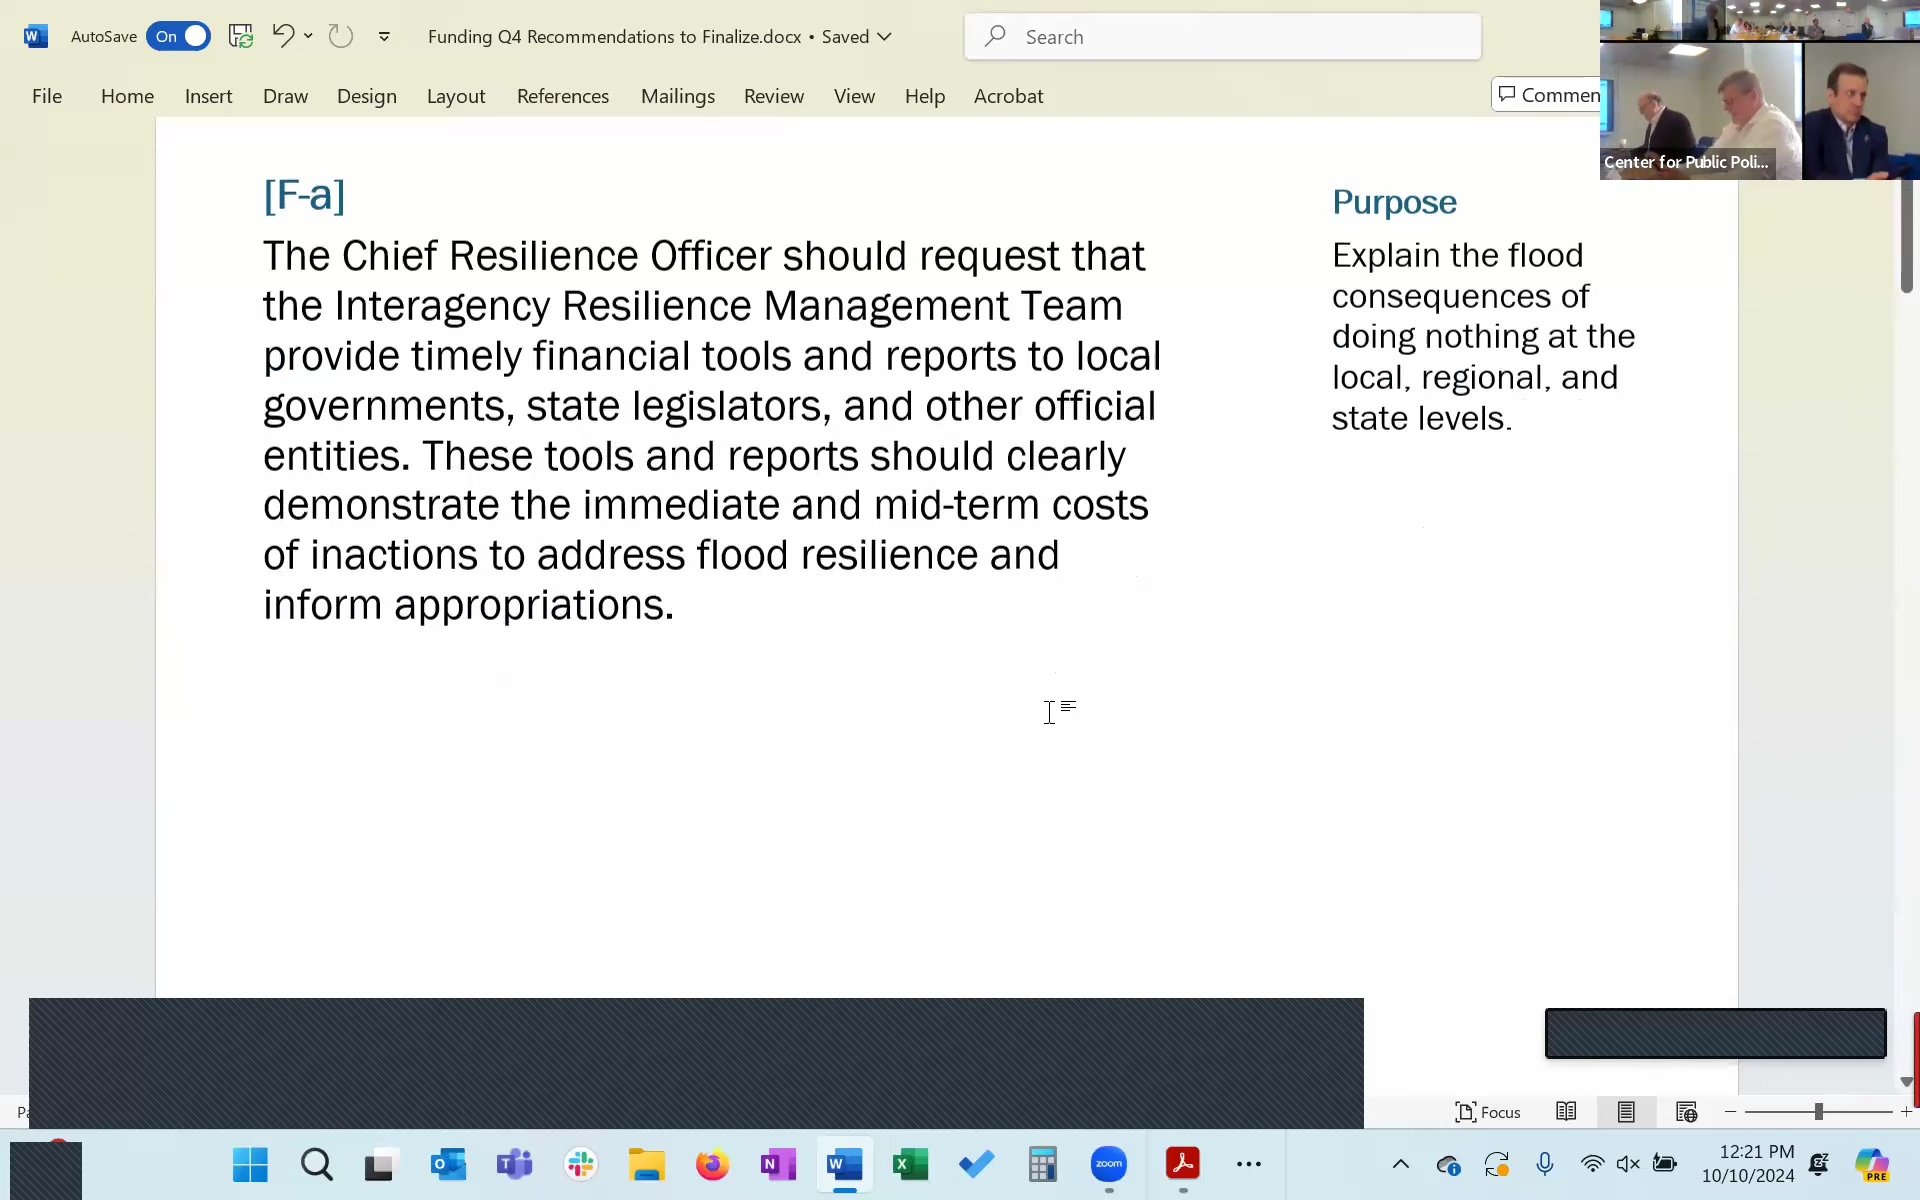 AutoSave On Funding Q4 Recommendations to Finalize.docx • Saved Search
File Home Insert Draw Design Layout References Mailings Review View Help Acrobat Commen
Center for Public Poli...
[F-a]
The Chief Resilience Officer should request that
the Interagency Resilience Management Team
provide timely financial tools and reports to local
governments, state legislators, and other official
entities. These tools and reports should clearly
demonstrate the immediate and mid-term costs
of inactions to address flood resilience and
inform appropriations.
Purpose
Explain the flood
consequences of
doing nothing at the
local, regional, and
state levels.
Focus
zoom
12:21 PM
10/10/2024
PRE